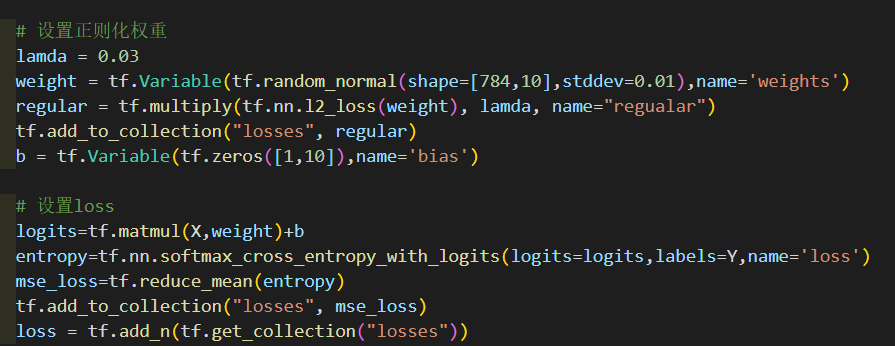 # 设置正则化权重
lamda = 0.03
weight = tf.Variable(tf.random_normal(shape=[784,10],stddev=0.01),name='weights')
regular = tf.multiply(tf.nn.l2_loss(weight), lamda, name="regualar")
tf.add_to_collection("losses", regular)
b = tf.Variable(tf.zeros([1,10]),name='bias')
# 设置loss
logits=tf.matmul(X,weight)+b
entropy=tf.nn.softmax_cross_entropy_with_logits(logits=logits,labels=Y,name='loss')
mse_loss=tf.reduce_mean(entropy)
tf.add_to_collection("losses", mse_loss)
loss = tf.add_n(tf.get_collection("losses"))